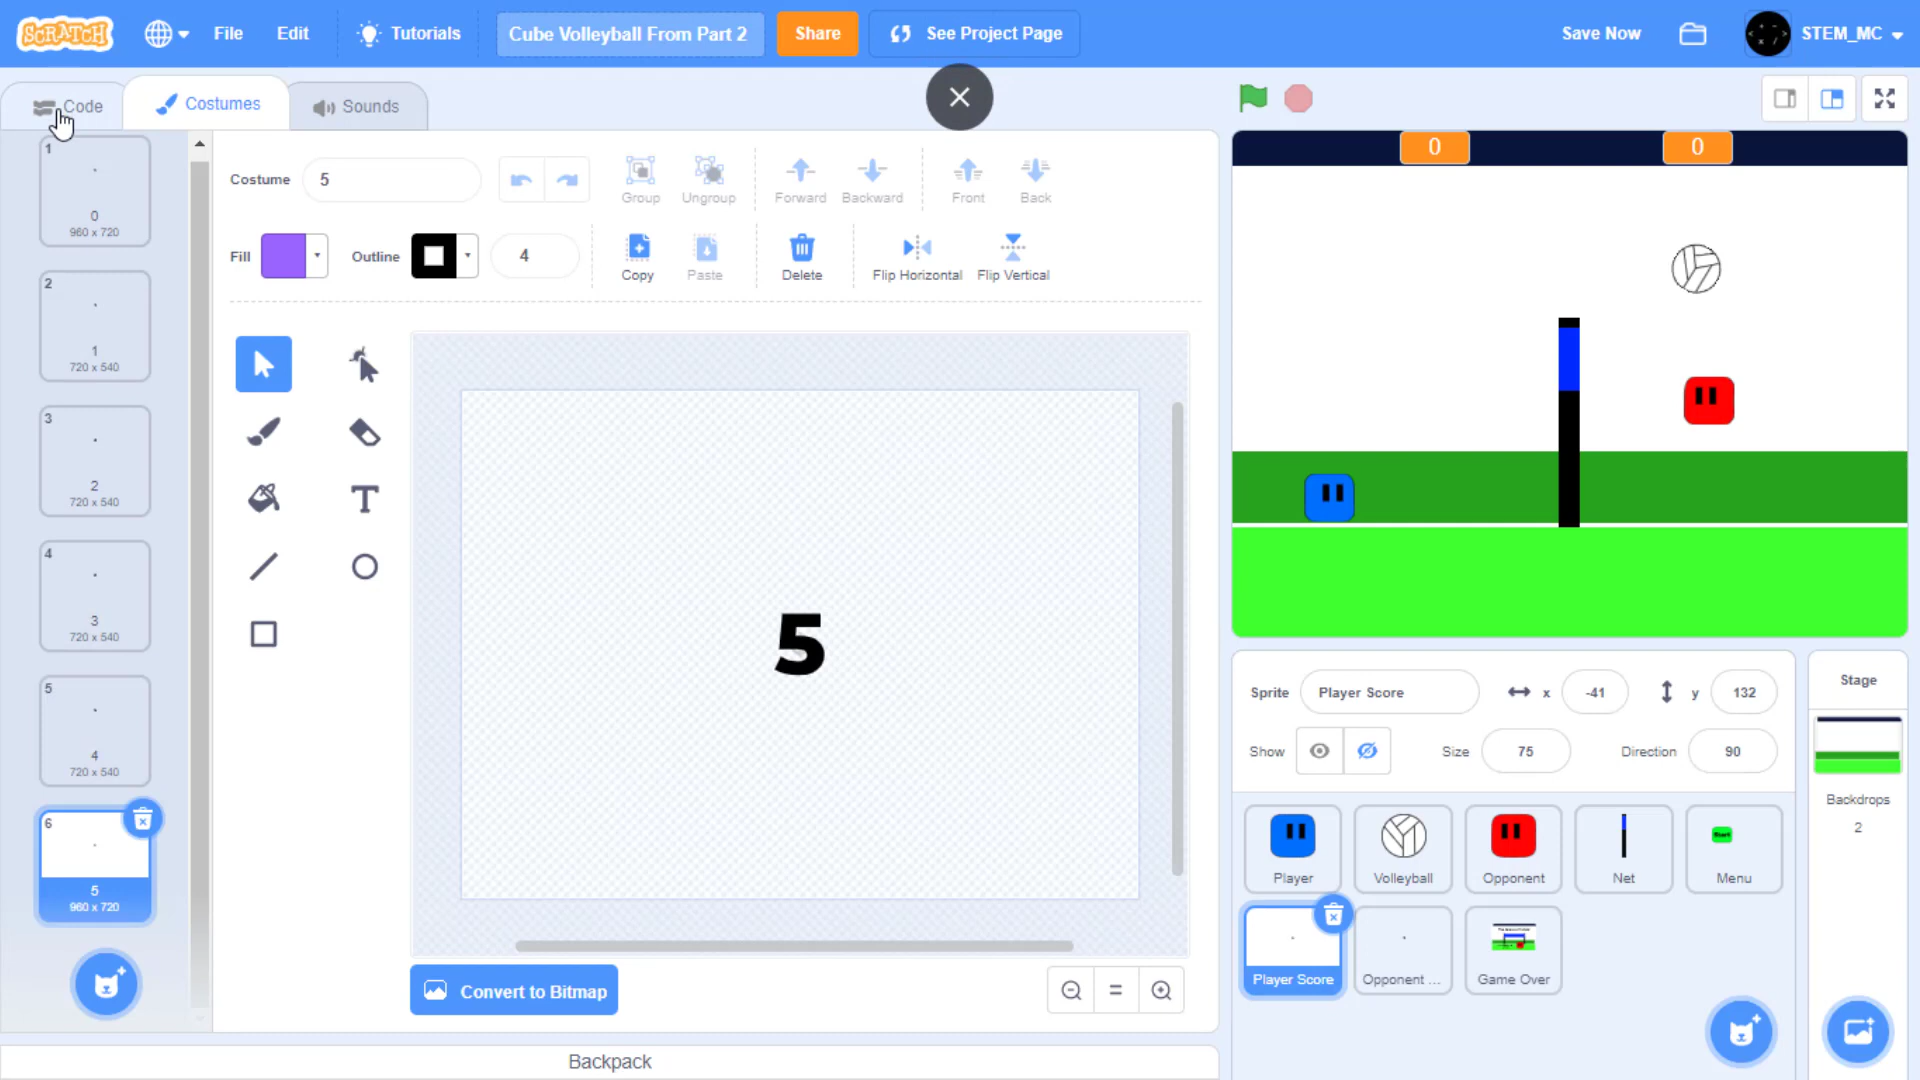 SCRATCH File Edit Tutorials Cube Volleyball From Part 2 Share See Project Page Save Now STEM_MC
Code Costumes Sounds
1
0
960 x 720
2
1
720 x 540
3
2
720 x 540
4
3
720 x 540
5
4
720 x 540
6
5
960 x 720
Costume 5
Group Ungroup Forward Backward Front Back
Fill Outline 4
Copy Paste Delete Flip Horizontal Flip Vertical
T
5
Convert to Bitmap
=
Backpack
0 0
Sprite Player Score x -41 y 132
Show Size 75 Direction 90
Player Volleyball Opponent Net Menu
Start
Player Score Opponent ... Game Over
Stage
Backdrops
2